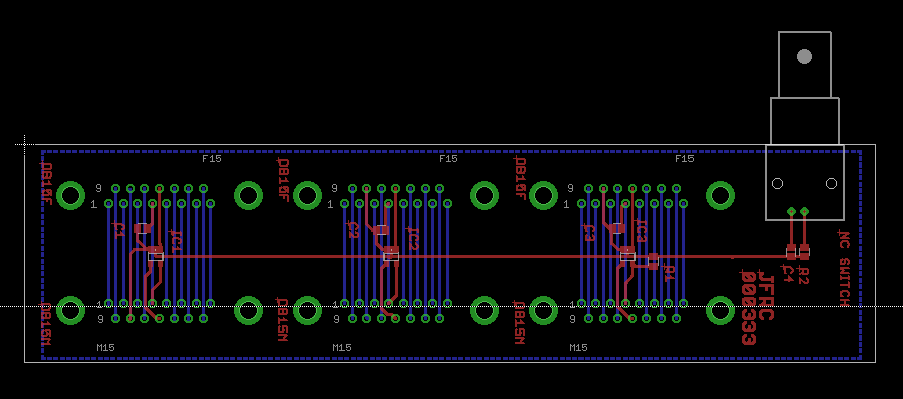 F15
F15
F15
DB15F
DB15F
DB15F
9
9
9
1
1
1
C1
IC1
C2
IC2
C3
IC3
R1
C4
R2
NC SWITCH
JFRC
000333
1
1
1
9
9
9
DB15M
DB15M
DB15M
M15
M15
M15